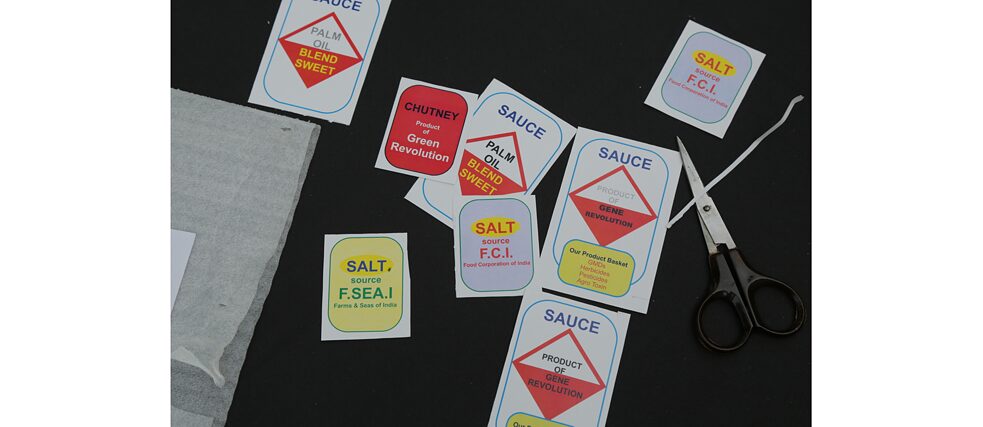 SAUCE
PALM
OIL
BLEND
SWEET
SALT
source
F.C.I.
Food Corporation of India
CHUTNEY
Product
of
Green
Revolution
SAUCE
PALM
OIL
BLEND
SWEET
SAUCE
PRODUCT
OF
GENE
REVOLUTION
Our Product Basket
GMOs
Herbicides
Pesticides
Agril Toxin
SALT
source
F.C.I.
Food Corporation of India
SALT,
source
F.SEA.I
Farms & Seas of India
SAUCE
PRODUCT
OF
GENE
REVOLUTION